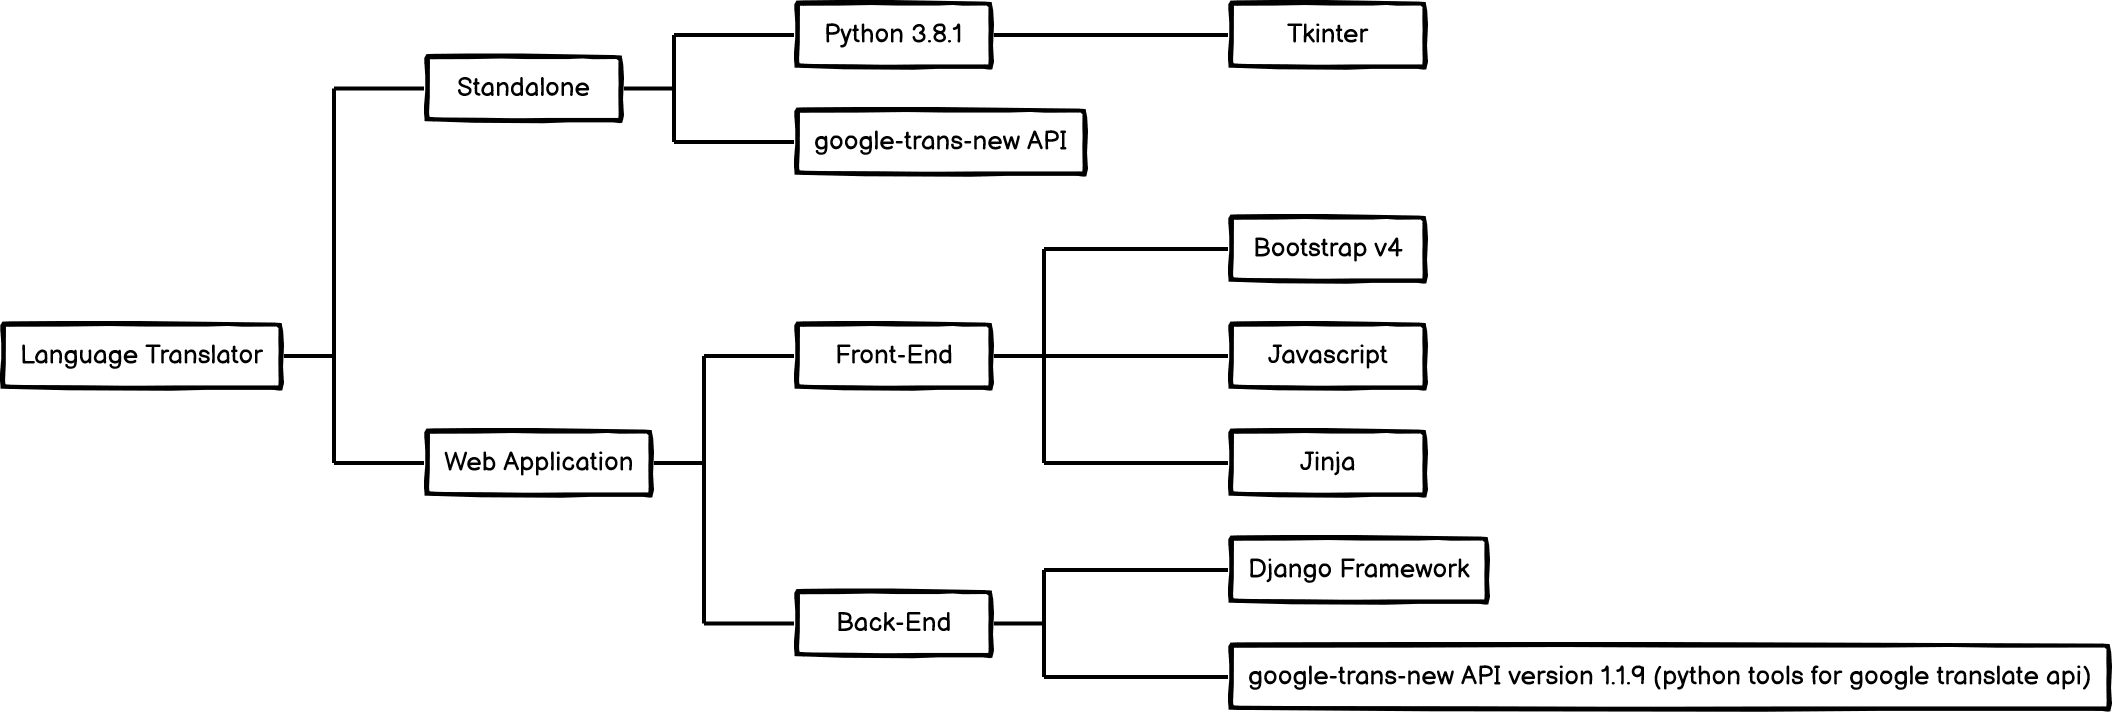 Python 3.8.1
Tkinter
Standalone
google-trans-new API
Bootstrap v4
Language Translator
Front-End
Javascript
Web Application
Jinja
Django Framework
Back-End
google-trans-new API version 1.1.9 (python tools for google translate api)